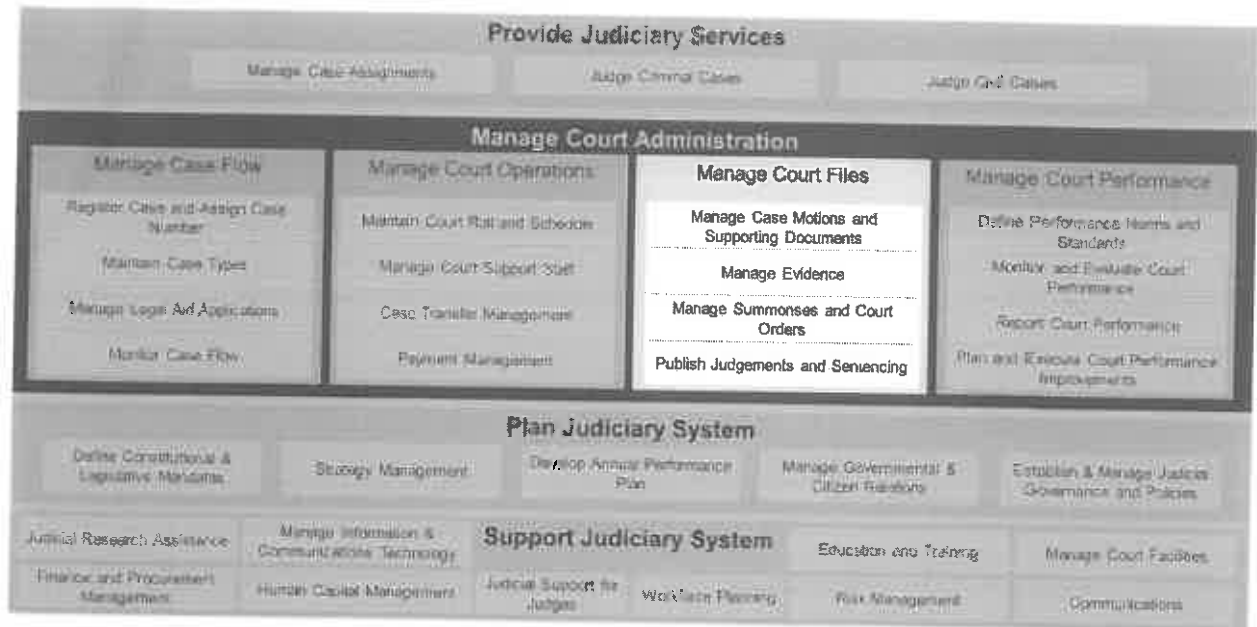 Provide Judiciary Services
Manage Case Assignments
Judge Criminal Cases
Judge Civil Cases
Manage Court Administration
Manage Case Flow
Register Case and Assign Case
Number
Maintain Case Types
Manage Legal Aid Applications
Monitor Case Flow
Manage Court Operations
Maintain Court Roll and Schedule
Manage Court Support Staff
Case Transfer Management
Payment Management
Manage Court Files
Manage Case Motions and
Supporting Documents
Manage Evidence
Manage Summonses and Court
Orders
Publish Judgements and Sentencing
Manage Court Performance
Define Performance Norms and
Standards
Monitor and Evaluate Court
Performance
Report Court Performance
Plan and Execute Court Performance
Improvements
Plan Judiciary System
Define Constitutional &
Legislative Mandates
Strategy Management
Develop Annual Performance
Plan
Manage Governmental &
Citizen Relations
Establish & Manage Judicial
Governance and Policies
Support Judiciary System
Judicial Research Assistance
Manage Information &
Communications Technology
Education and Training
Manage Court Facilities
Finance and Procurement
Management
Human Capital Management
Judicial Support for
Judges
Workforce Planning
Risk Management
Communications